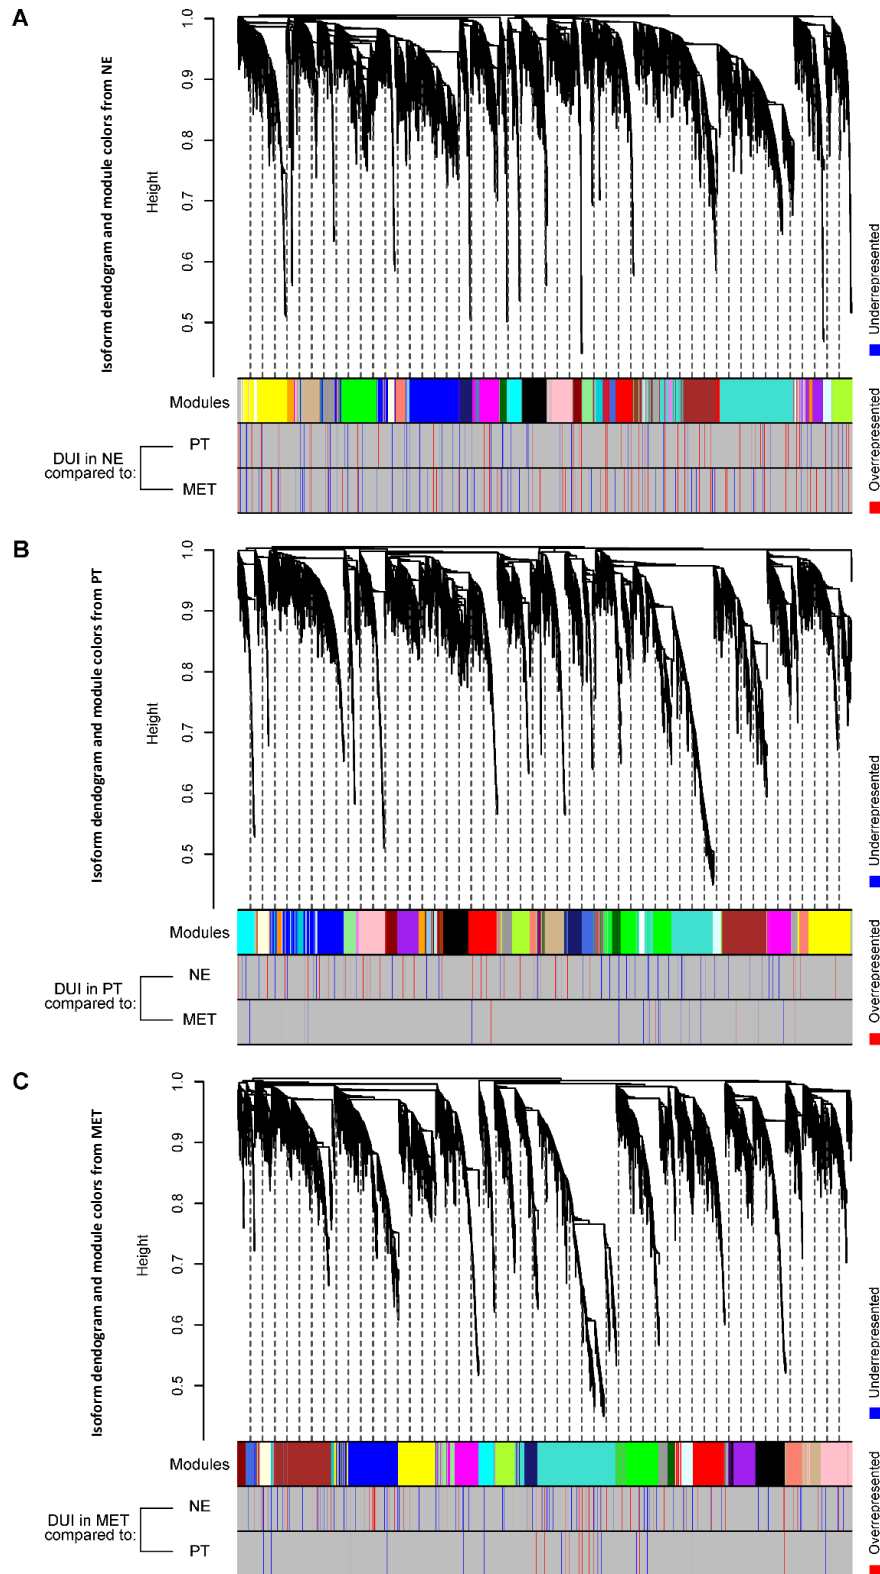 A
Isoform dendogram and module colors from NE
Height
1.0
0.9
0.8
0.7
0.6
0.5
Modules
DUI in NE
compared to:
PT
MET
Underrepresented
Overrepresented
B
Isoform dendogram and module colors from PT
Height
1.0
0.9
0.8
0.7
0.6
0.5
Modules
DUI in PT
compared to:
NE
MET
Underrepresented
Overrepresented
C
Isoform dendogram and module colors from MET
Height
1.0
0.9
0.8
0.7
0.6
0.5
Modules
DUI in MET
compared to:
NE
PT
Underrepresented
Overrepresented